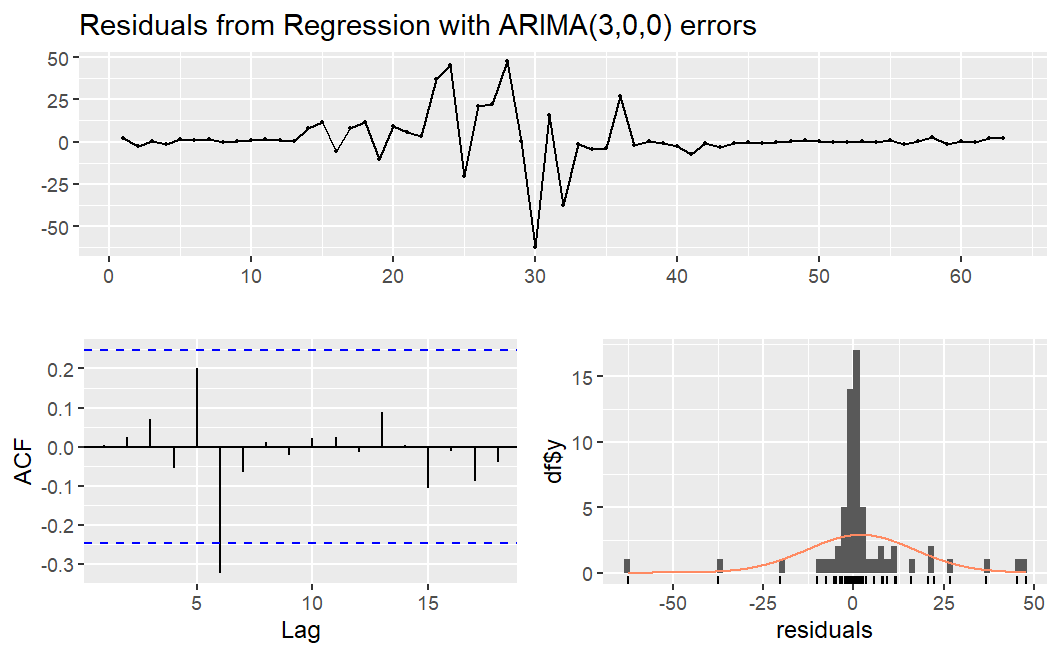 Residuals from Regression with ARIMA(3,0,0) errors
50
25
0
-25
-50
0 10 20 30 40 50 60
ACF
0.2
0.1
0.0
-0.1
-0.2
-0.3
5 10 15
Lag
df$y
15
10
5
0
-50 -25 0 25 50
residuals